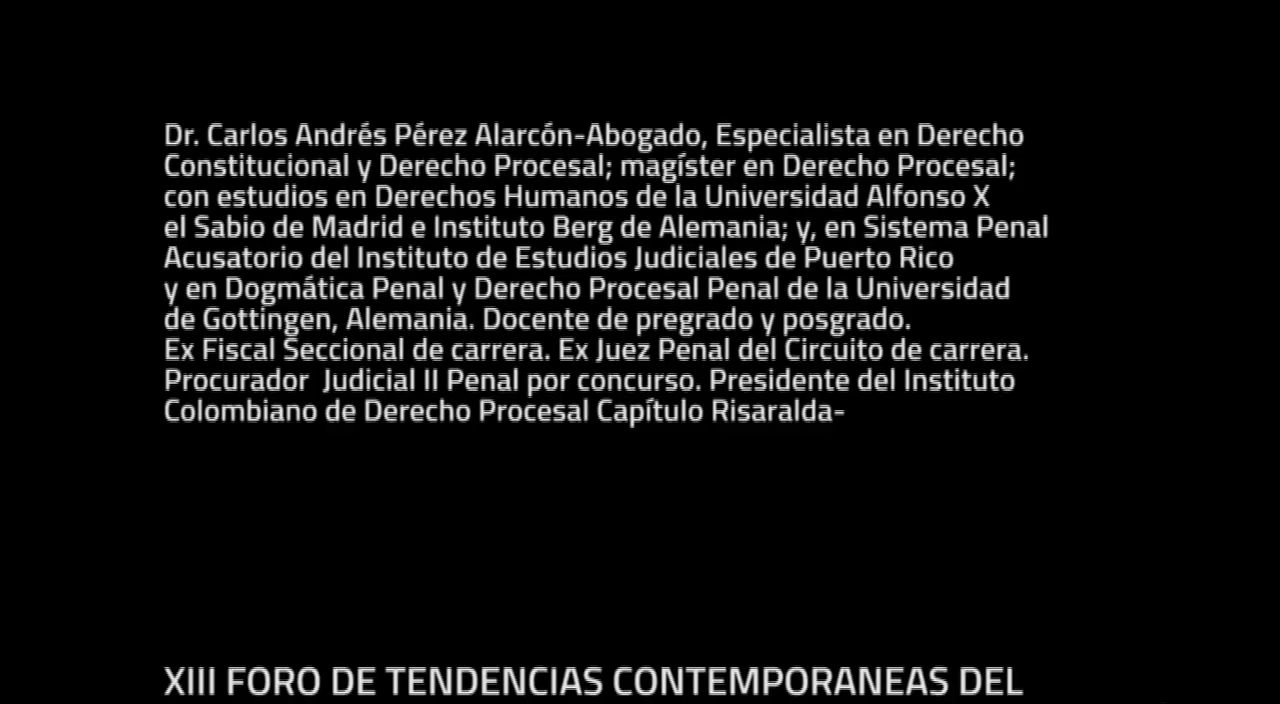 Dr. Carlos Andrés Pérez Alarcón-Abogado, Especialista en Derecho
Constitucional y Derecho Procesal; magíster en Derecho Procesal;
con estudios en Derechos Humanos de la Universidad Alfonso X
el Sabio de Madrid e Instituto Berg de Alemania; y, en Sistema Penal
Acusatorio del Instituto de Estudios Judiciales de Puerto Rico
y en Dogmática Penal y Derecho Procesal Penal de la Universidad
de Gottingen, Alemania. Docente de pregrado y posgrado.
Ex Fiscal Seccional de carrera. Ex Juez Penal del Circuito de carrera.
Procurador  Judicial II Penal por concurso. Presidente del Instituto
Colombiano de Derecho Procesal Capítulo Risaralda-
XIII FORO DE TENDENCIAS CONTEMPORANEAS DEL